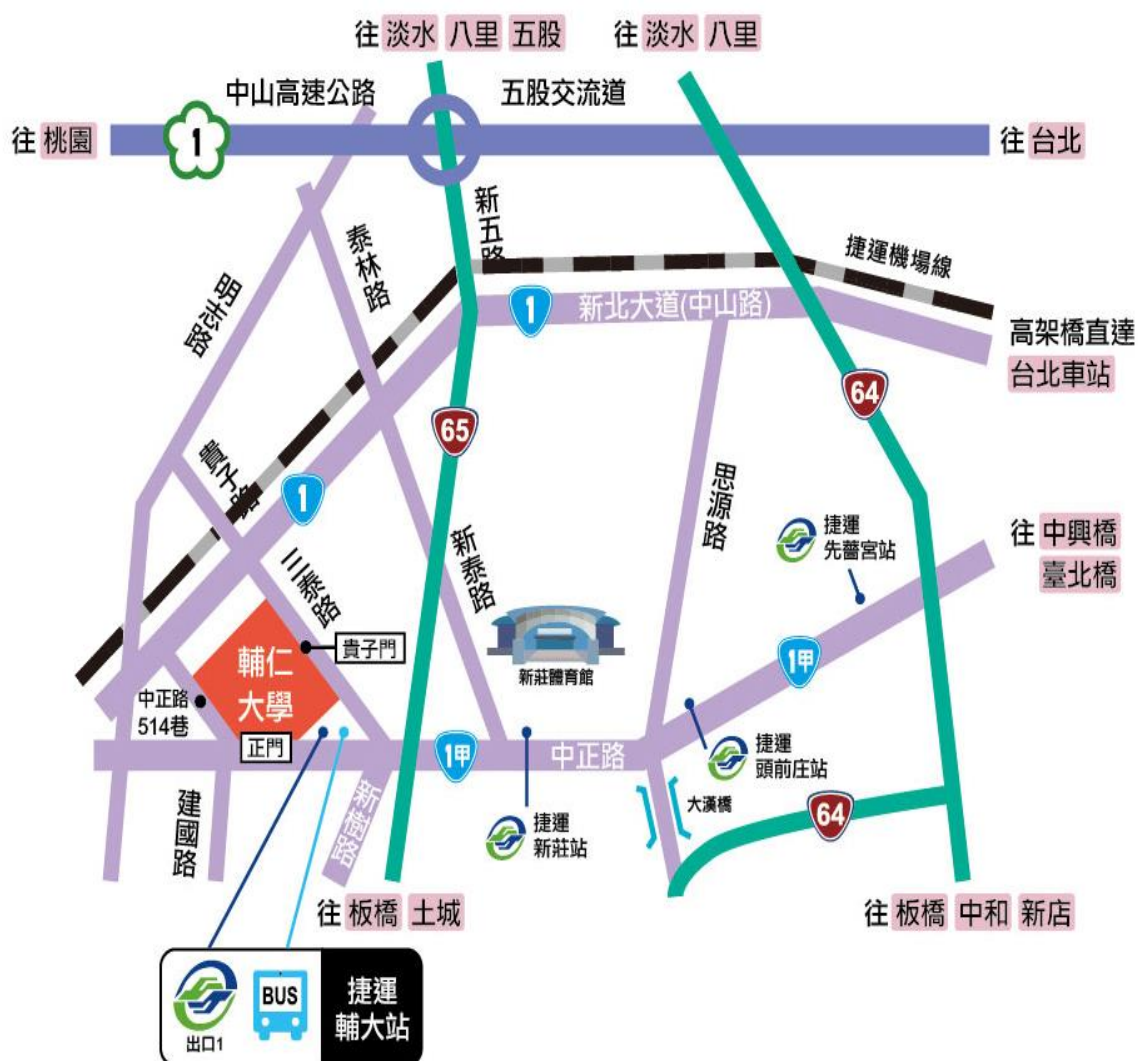 往 淡水 八里 五股
往 淡水 八里
中山高速公路
五股交流道
往 桃園
1
往 台北
新五路
泰林路
明志路
捷運機場線
1
新北大道(中山路)
高架橋直達
台北車站
65
64
貴子路
1
思源路
捷運
先嗇宮站
往 中興橋
臺北橋
三泰路
新泰路
貴子門
輔仁
大學
新莊體育館
1甲
中正路
514巷
正門
1甲
中正路
捷運
頭前庄站
大漢橋
建國路
新樹路
捷運
新莊站
64
往 板橋 土城
往 板橋 中和 新店
出口1
BUS
捷運
輔大站